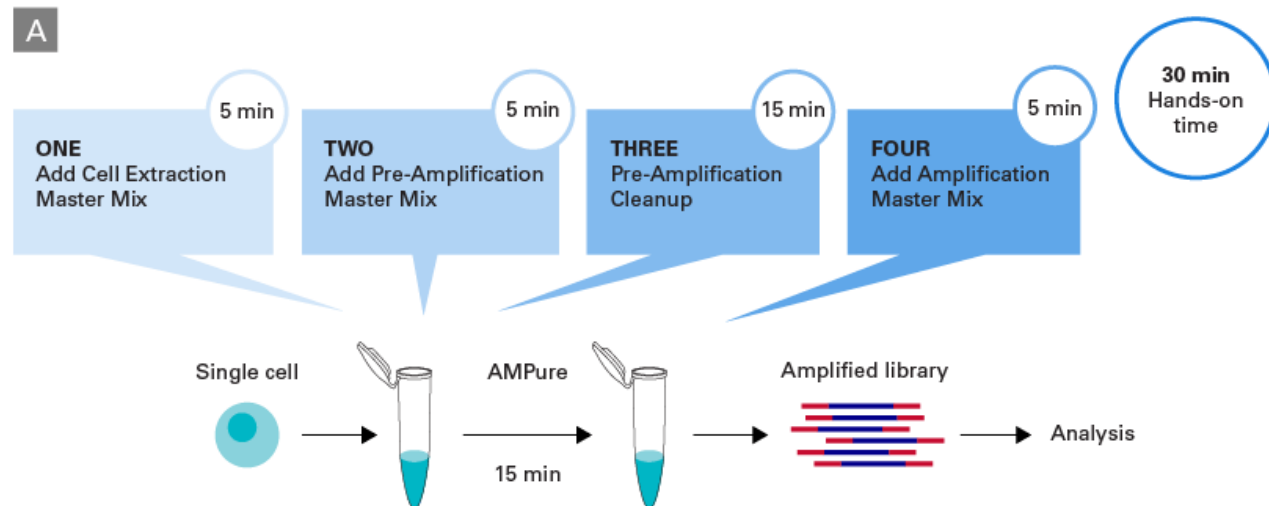 A
5 min
5 min
15 min
5 min
30 min
Hands-on
time
ONE
Add Cell Extraction
Master Mix
TWO
Add Pre-Amplification
Master Mix
THREE
Pre-Amplification
Cleanup
FOUR
Add Amplification
Master Mix
Single cell
AMPure
15 min
Amplified library
Analysis